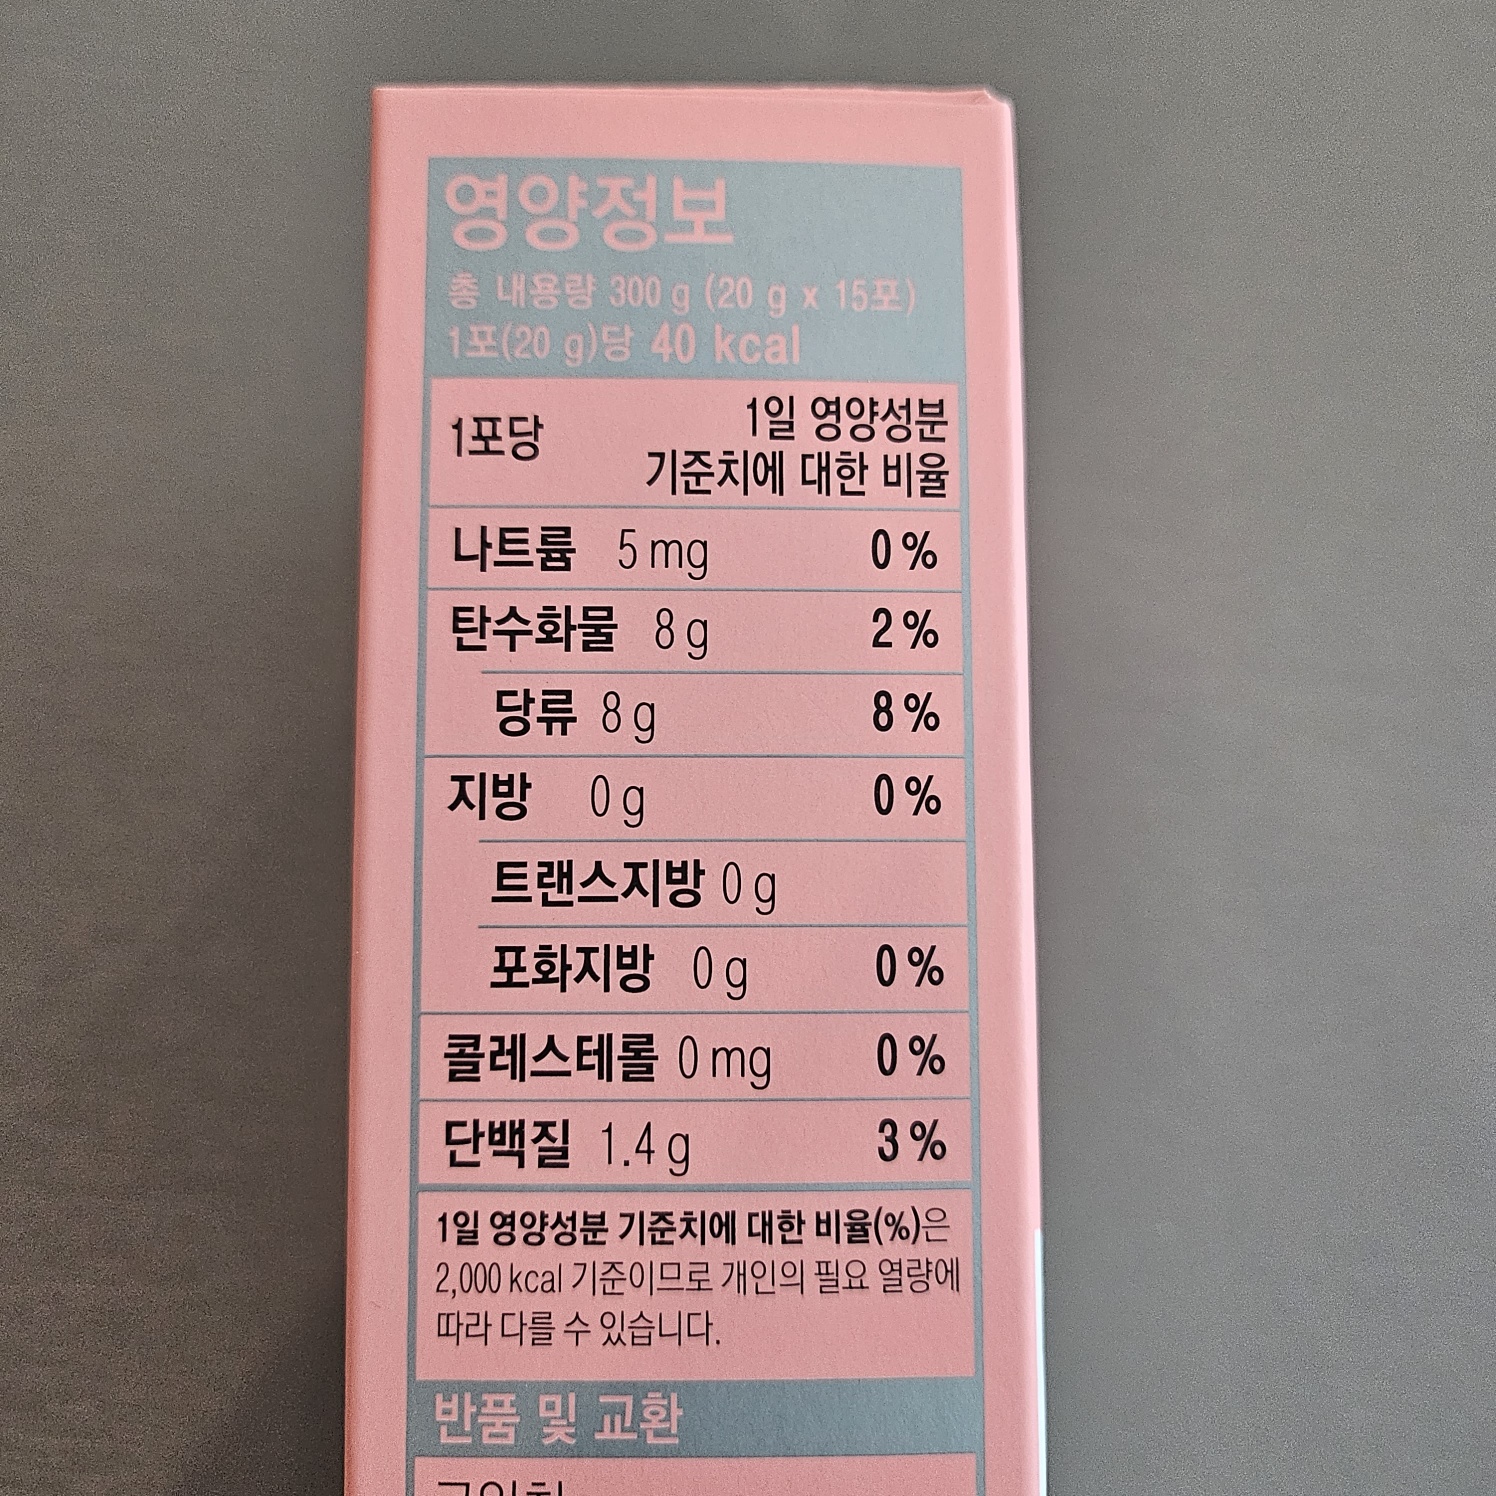 영양정보
총 내용량 300 g (20 g x 15포)
1포(20 g)당 40 kcal
1포당 1일 영양성분
기준치에 대한 비율
나트륨 5 mg 0 %
탄수화물 8 g 2 %
당류 8 g 8 %
지방 0 g 0 %
트랜스지방 0 g
포화지방 0 g 0 %
콜레스테롤 0 mg 0 %
단백질 1.4 g 3 %
1일 영양성분 기준치에 대한 비율(%)은
2,000 kcal 기준이므로 개인의 필요 열량에
따라 다를 수 있습니다.
반품 및 교환